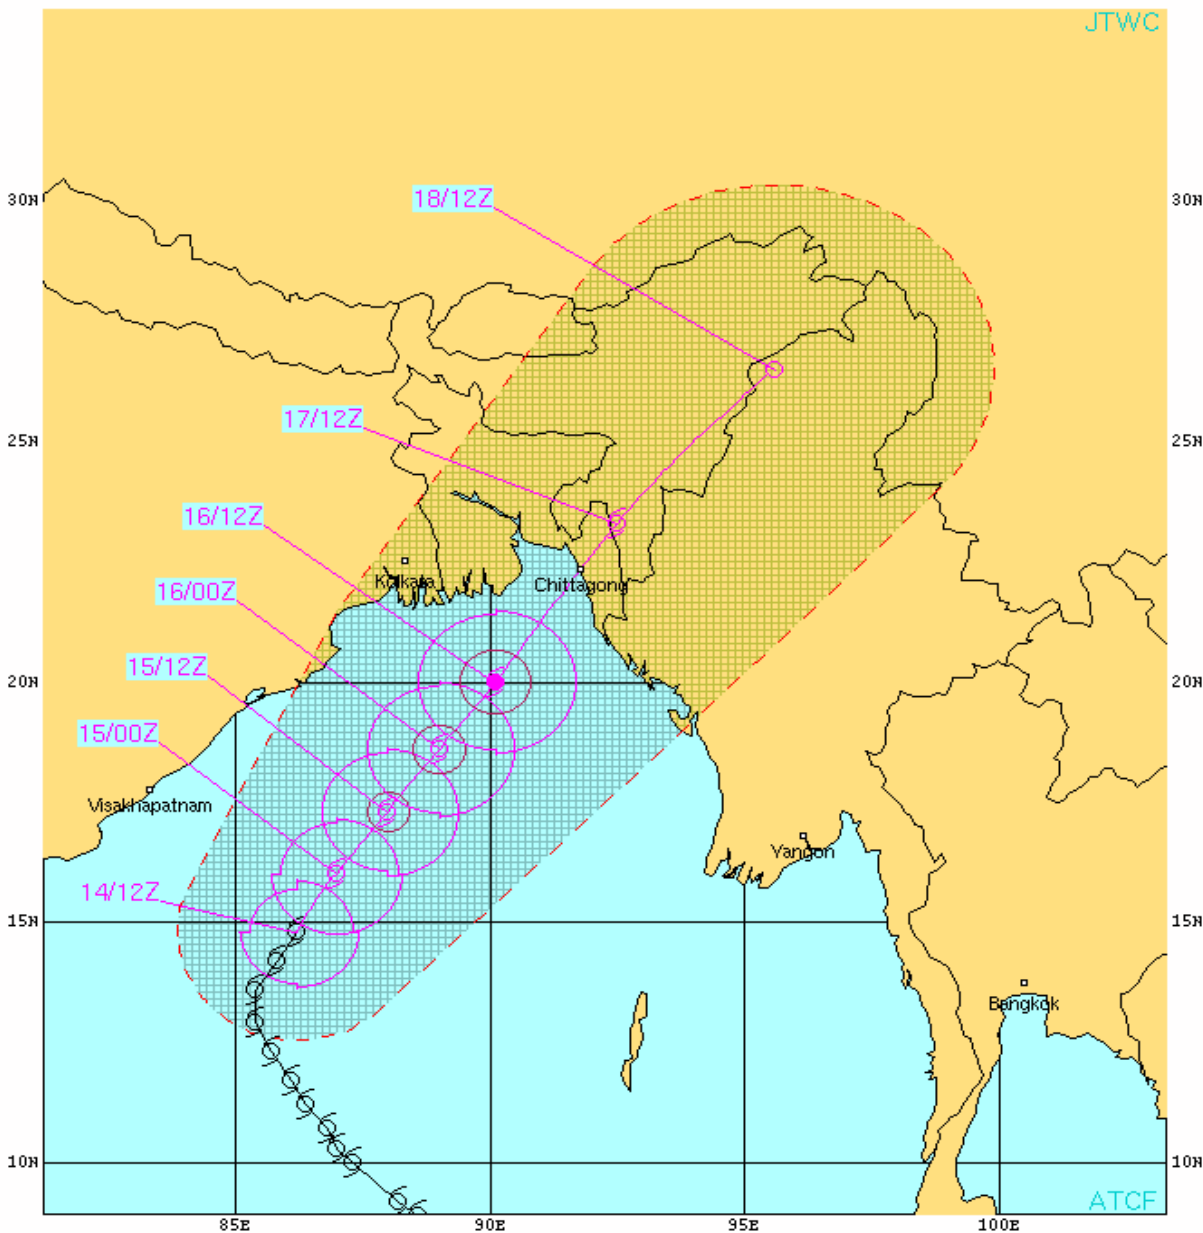 JTWC
30N
18/12Z
30N
25N
17/12Z
25N
16/12Z
Kolkata
Chittagong
16/00Z
15/12Z
20N
20N
15/00Z
Visakhapatnam
Yangon
14/12Z
15N
15N
Bangkok
10N
10N
ATCF
85E
90E
95E
100E